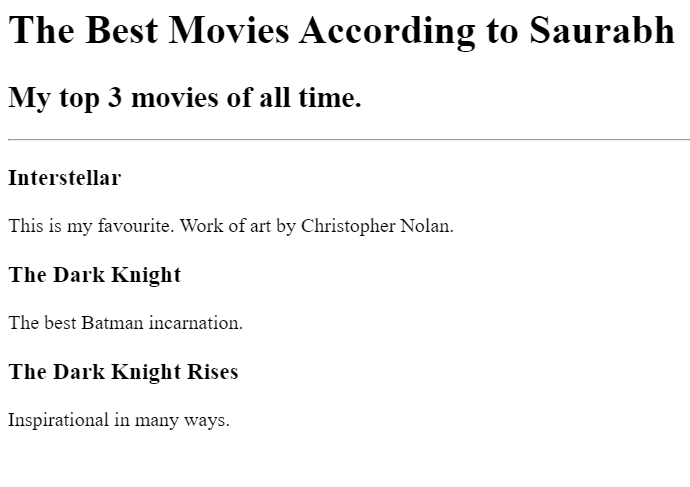 The Best Movies According to Saurabh
My top 3 movies of all time.
Interstellar
This is my favourite. Work of art by Christopher Nolan.
The Dark Knight
The best Batman incarnation.
The Dark Knight Rises
Inspirational in many ways.